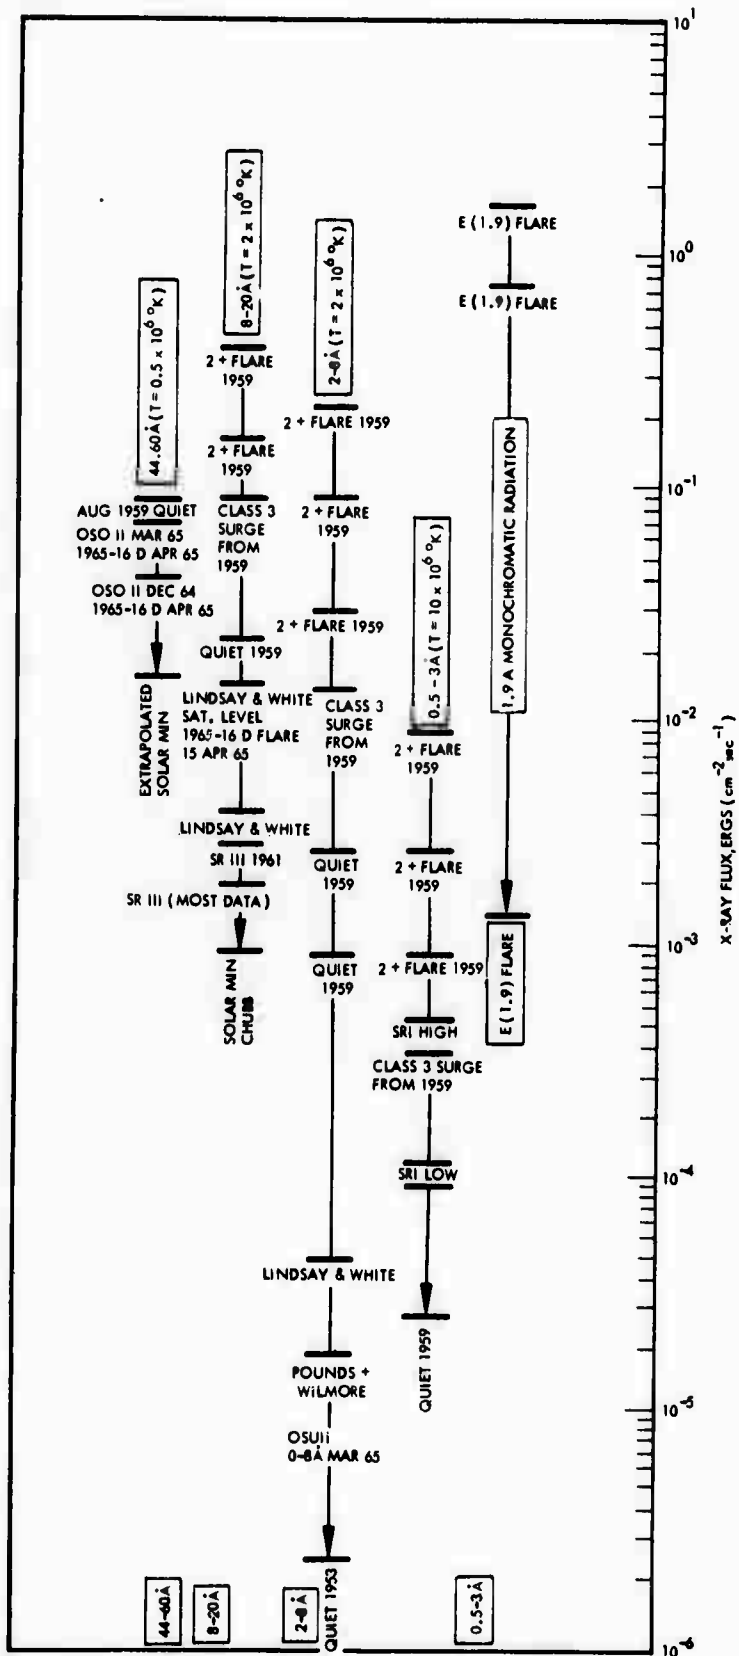 44.60Å (T = 0.5 x 10⁶ °K)
AUG 1959 QUIET
OSO II MAR 65
1965-16 D APR 65
OSO II DEC 64
1965-16 D APR 65
EXTRAPOLATED
SOLAR MIN
44-60Å
8-20Å (T = 2 x 10⁶ °K)
2 + FLARE
1959
2 + FLARE
1959
CLASS 3
SURGE
FROM
1959
QUIET 1959
LINDSAY & WHITE
SAT. LEVEL
1965-16 D FLARE
15 APR 65
LINDSAY & WHITE
SR III 1961
SR III (MOST DATA)
SOLAR MIN
CHUBB
8-20Å
2-8Å (T = 2 x 10⁶ °K)
2 + FLARE 1959
2 + FLARE
1959
2 + FLARE 1959
CLASS 3
SURGE
FROM
1959
QUIET
1959
QUIET
1959
LINDSAY & WHITE
POUNDS +
WILMORE
OSUII
0-8Å MAR 65
QUIET 1953
2-8Å
0.5-3Å (T = 10 x 10⁶ °K)
2 + FLARE
1959
2 + FLARE
1959
2 + FLARE 1959
SRI HIGH
CLASS 3 SURGE
FROM 1959
SRI LOW
QUIET 1959
0.5-3Å
E (1.9) FLARE
E (1.9) FLARE
1.9 A MONOCHROMATIC RADIATION
E (1.9) FLARE
10¹
10⁰
10⁻¹
10⁻²
10⁻³
10⁻⁴
10⁻⁵
10⁻⁶
X-RAY FLUX, ERGS (cm⁻² sec⁻¹)